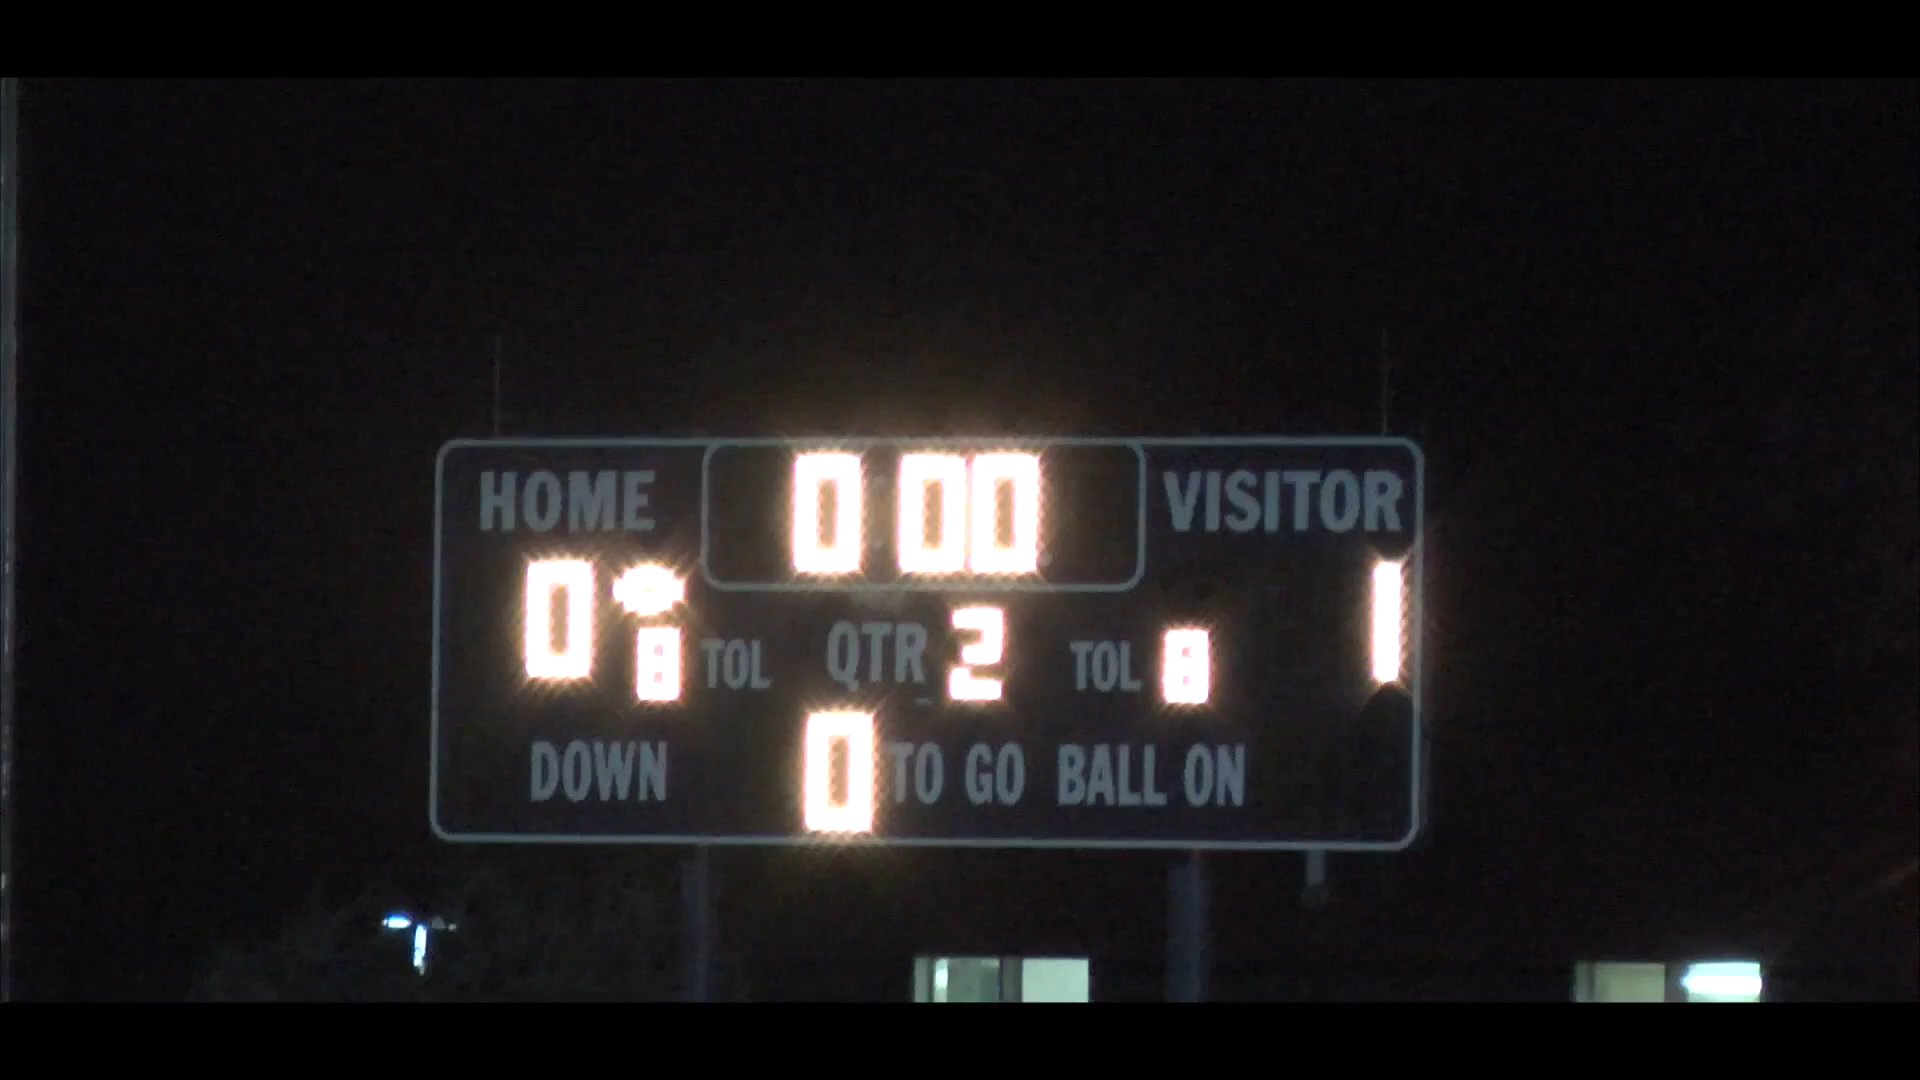 HOME 0 00 VISITOR
0 1
8 TOL QTR 2 TOL 8
DOWN 0 TO GO BALL ON